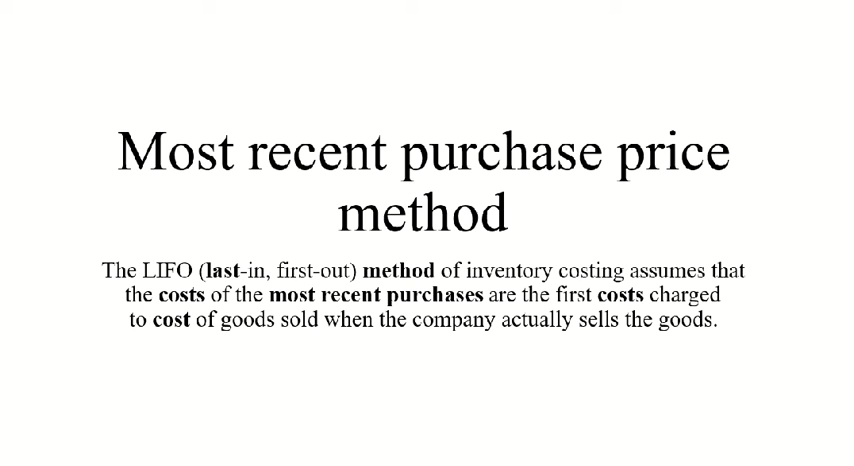 Most recent purchase price
method
The LIFO (last-in, first-out) method of inventory costing assumes that
the costs of the most recent purchases are the first costs charged
to cost of goods sold when the company actually sells the goods.